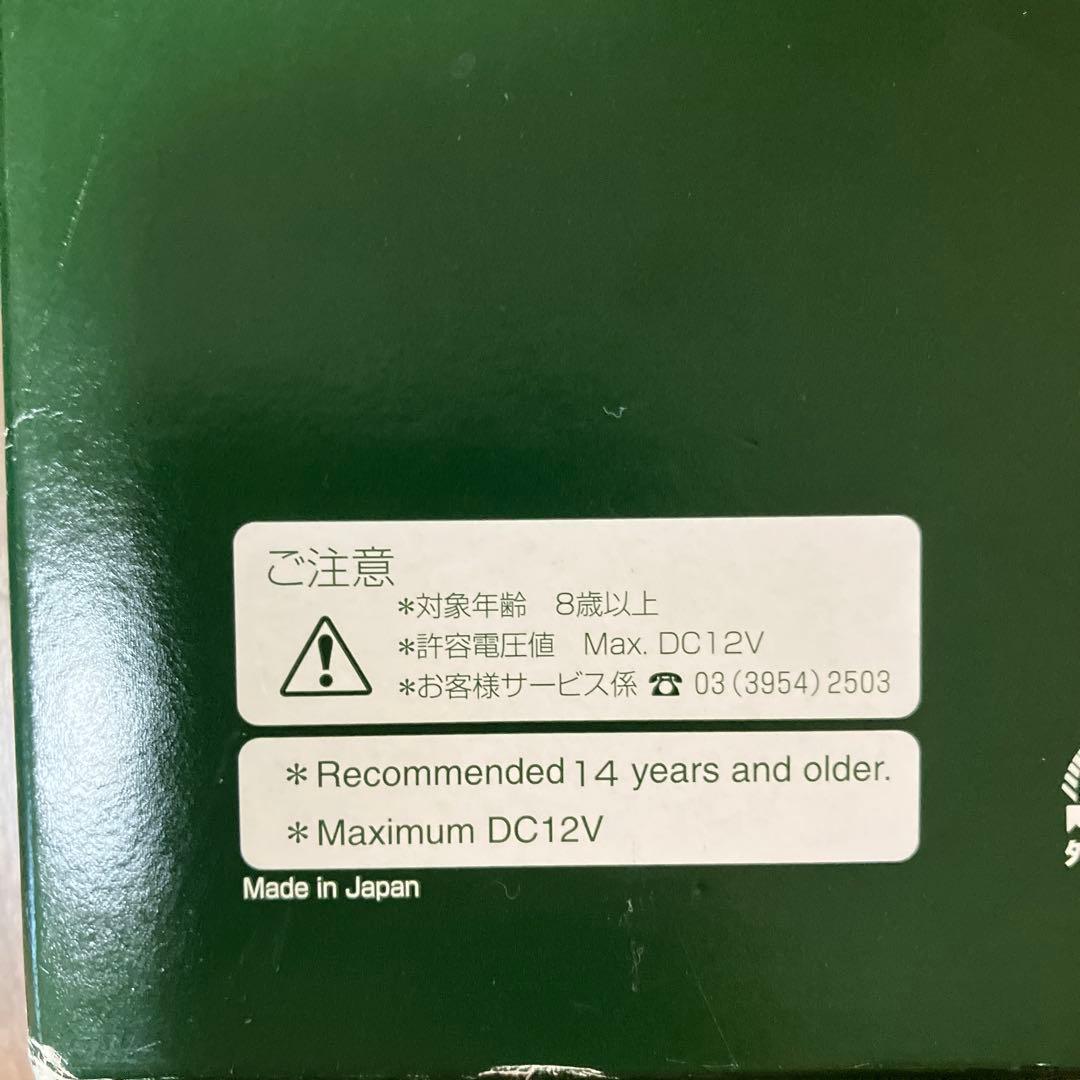 ご注意
*対象年齢　8歳以上
*許容電圧値　Max. DC12V
*お客様サービス係 ☎ 03(3954)2503
*Recommended 14 years and older.
*Maximum DC12V
Made in Japan